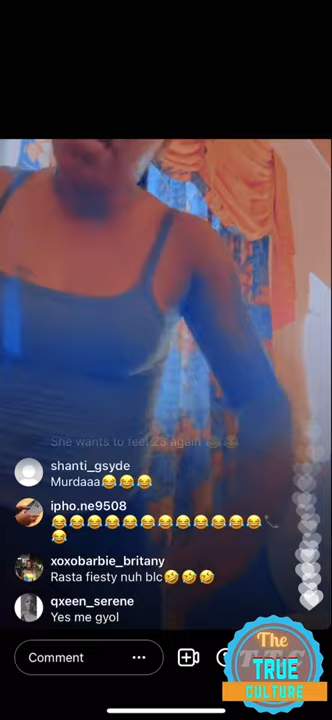 She wants to feel 23 again 😂😂
shanti_gsyde
Murdaaa😂😂😂
ipho.ne9508
😂😂😂😂😂😂😂😂😂😂😂😂😂
😂
xoxobarbie_britany
Rasta fiesty nuh blc🤣🤣🤣
qxeen_serene
Yes me gyol
Comment
The
TRUE
CULTURE